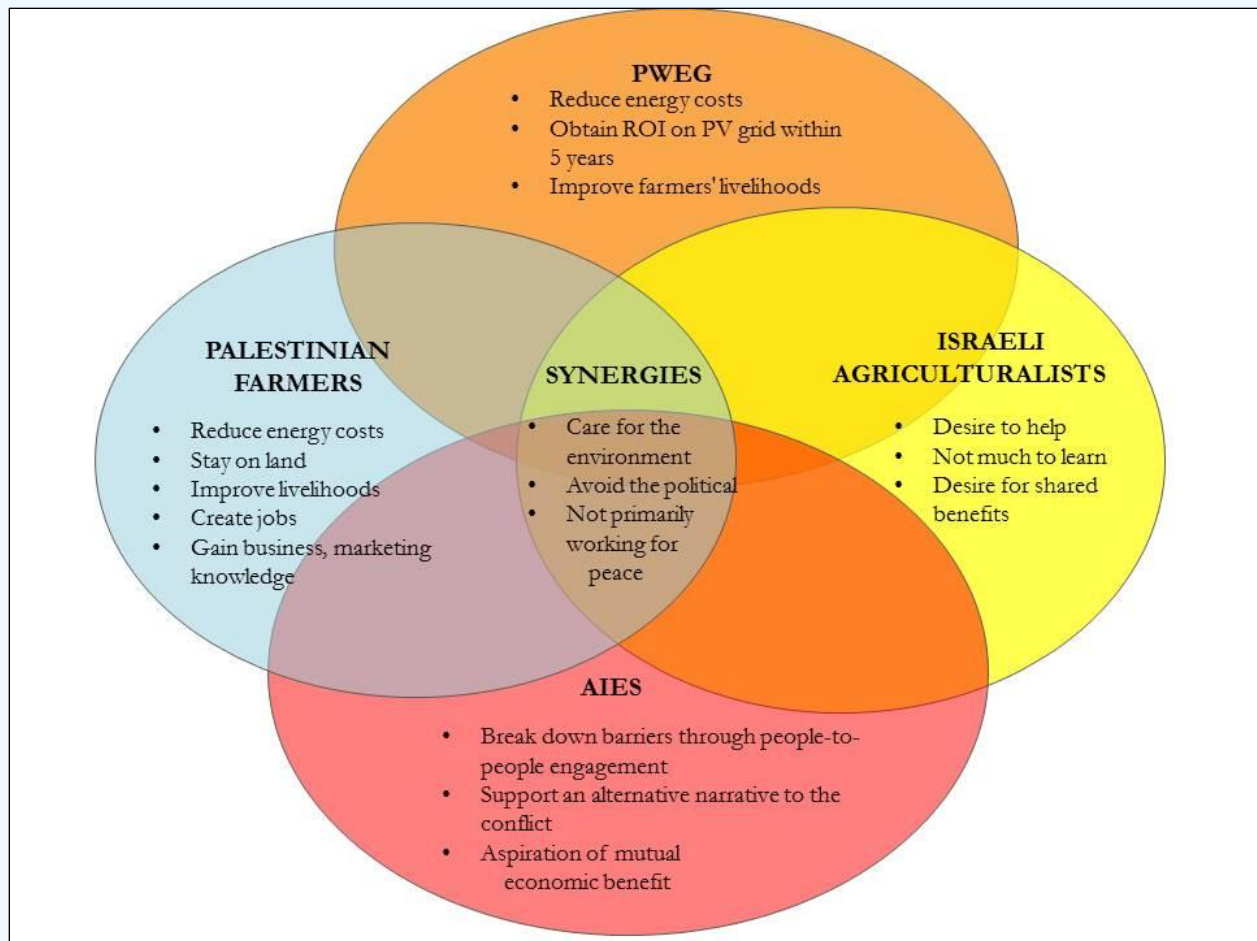 PWEG
• Reduce energy costs
• Obtain ROI on PV grid within
5 years
• Improve farmers' livelihoods
PALESTINIAN
FARMERS
• Reduce energy costs
• Stay on land
• Improve livelihoods
• Create jobs
• Gain business, marketing
knowledge
SYNERGIES
• Care for the
environment
• Avoid the political
• Not primarily
working for
peace
ISRAELI
AGRICULTURALISTS
• Desire to help
• Not much to learn
• Desire for shared
benefits
AIES
• Break down barriers through people-to-
people engagement
• Support an alternative narrative to the
conflict
• Aspiration of mutual
economic benefit